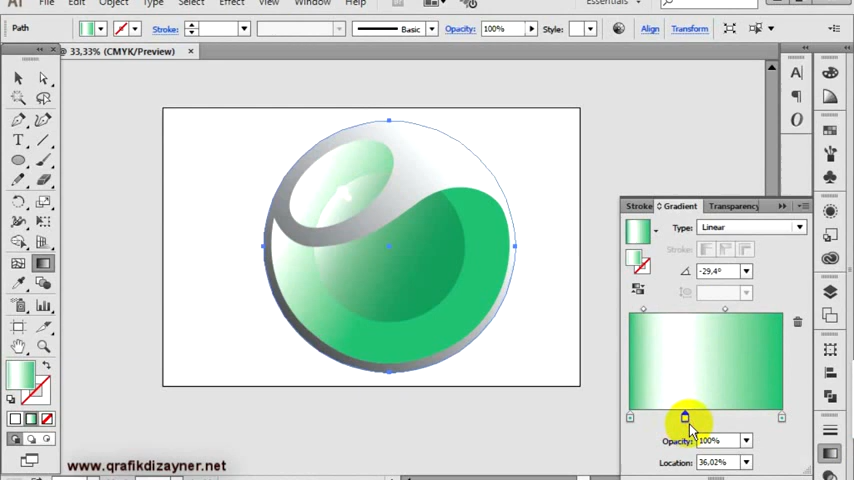 Ai File Edit Object Type Select Effect View Window Help Essentials
Path Stroke: Basic Opacity: 100% Style: Align Transform
@ 33,33% (CMYK/Preview) ×
Stroke Gradient Transparency
Type: Linear
Stroke:
-29,4°
Opacity: 100%
Location: 36,02%
www.qrafikdizayner.net